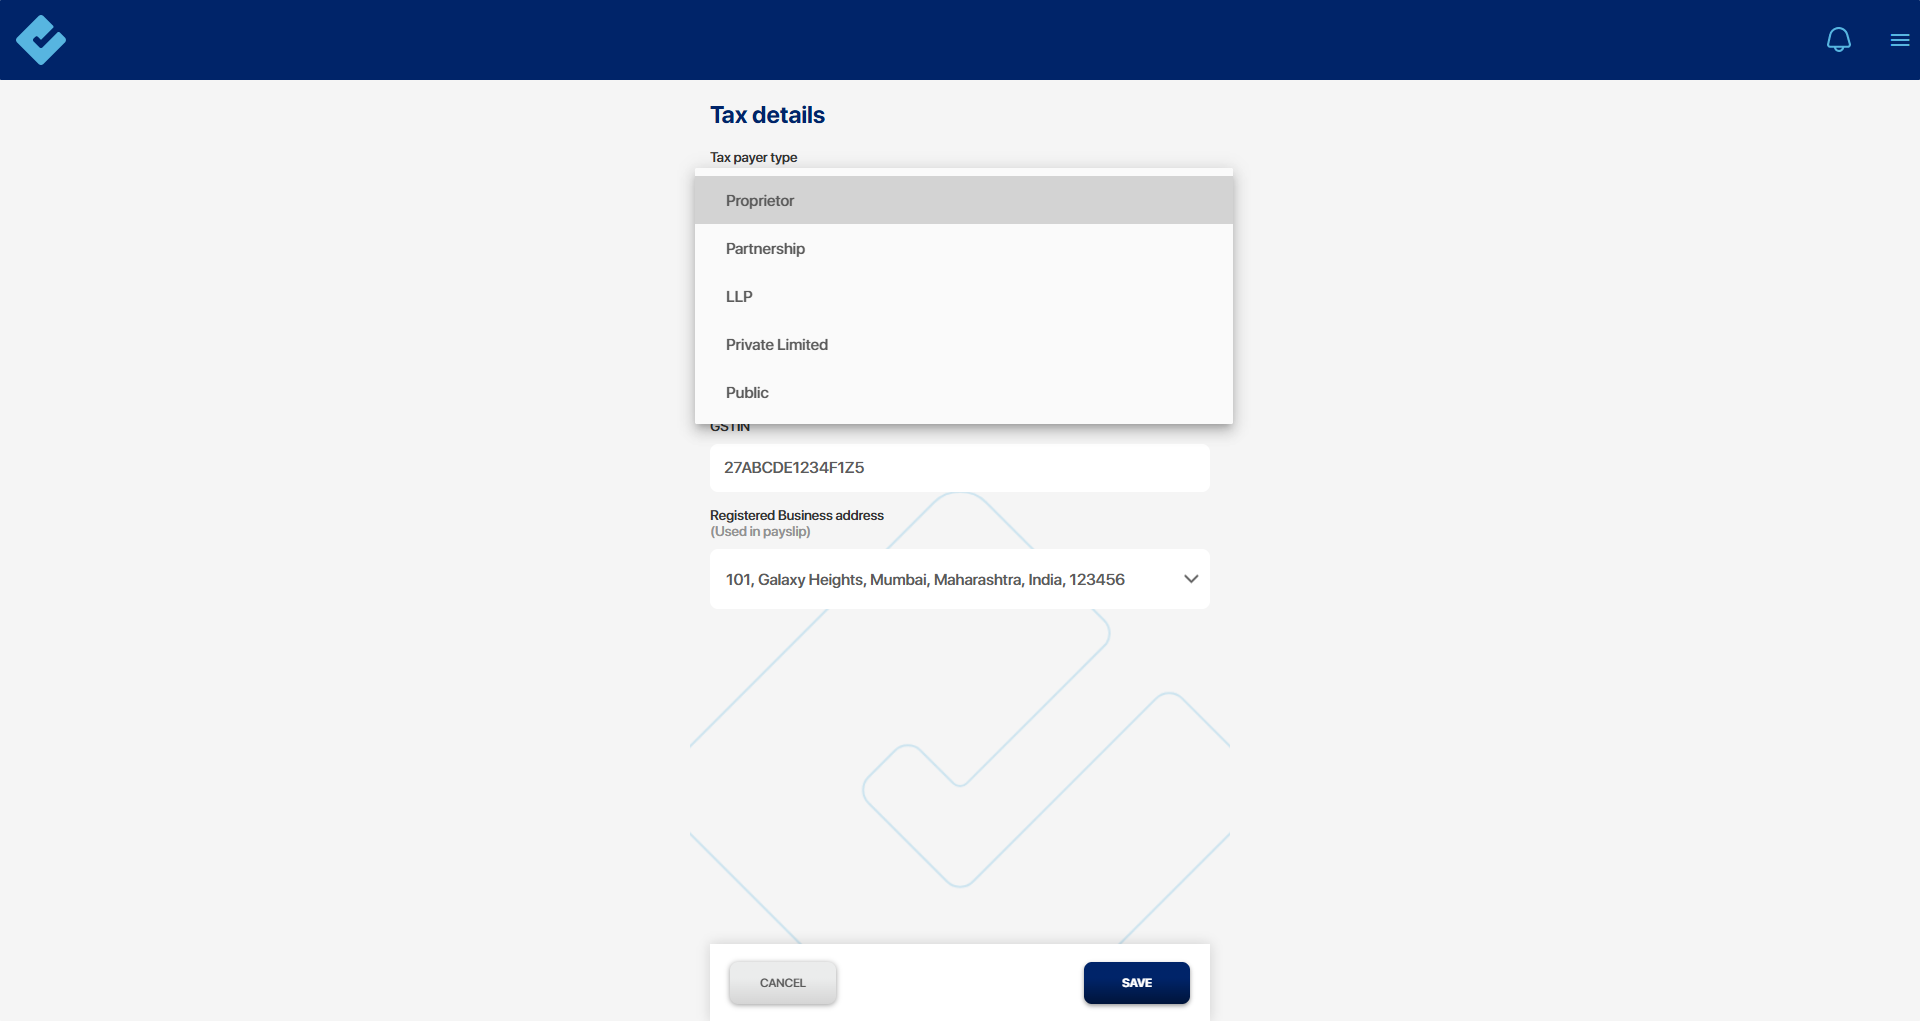 Tax details
Tax payer type
Proprietor
Partnership
LLP
Private Limited
Public
GSTIN
27ABCDE1234F1Z5
Registered Business address
(Used in payslip)
101, Galaxy Heights, Mumbai, Maharashtra, India, 123456
CANCEL
SAVE